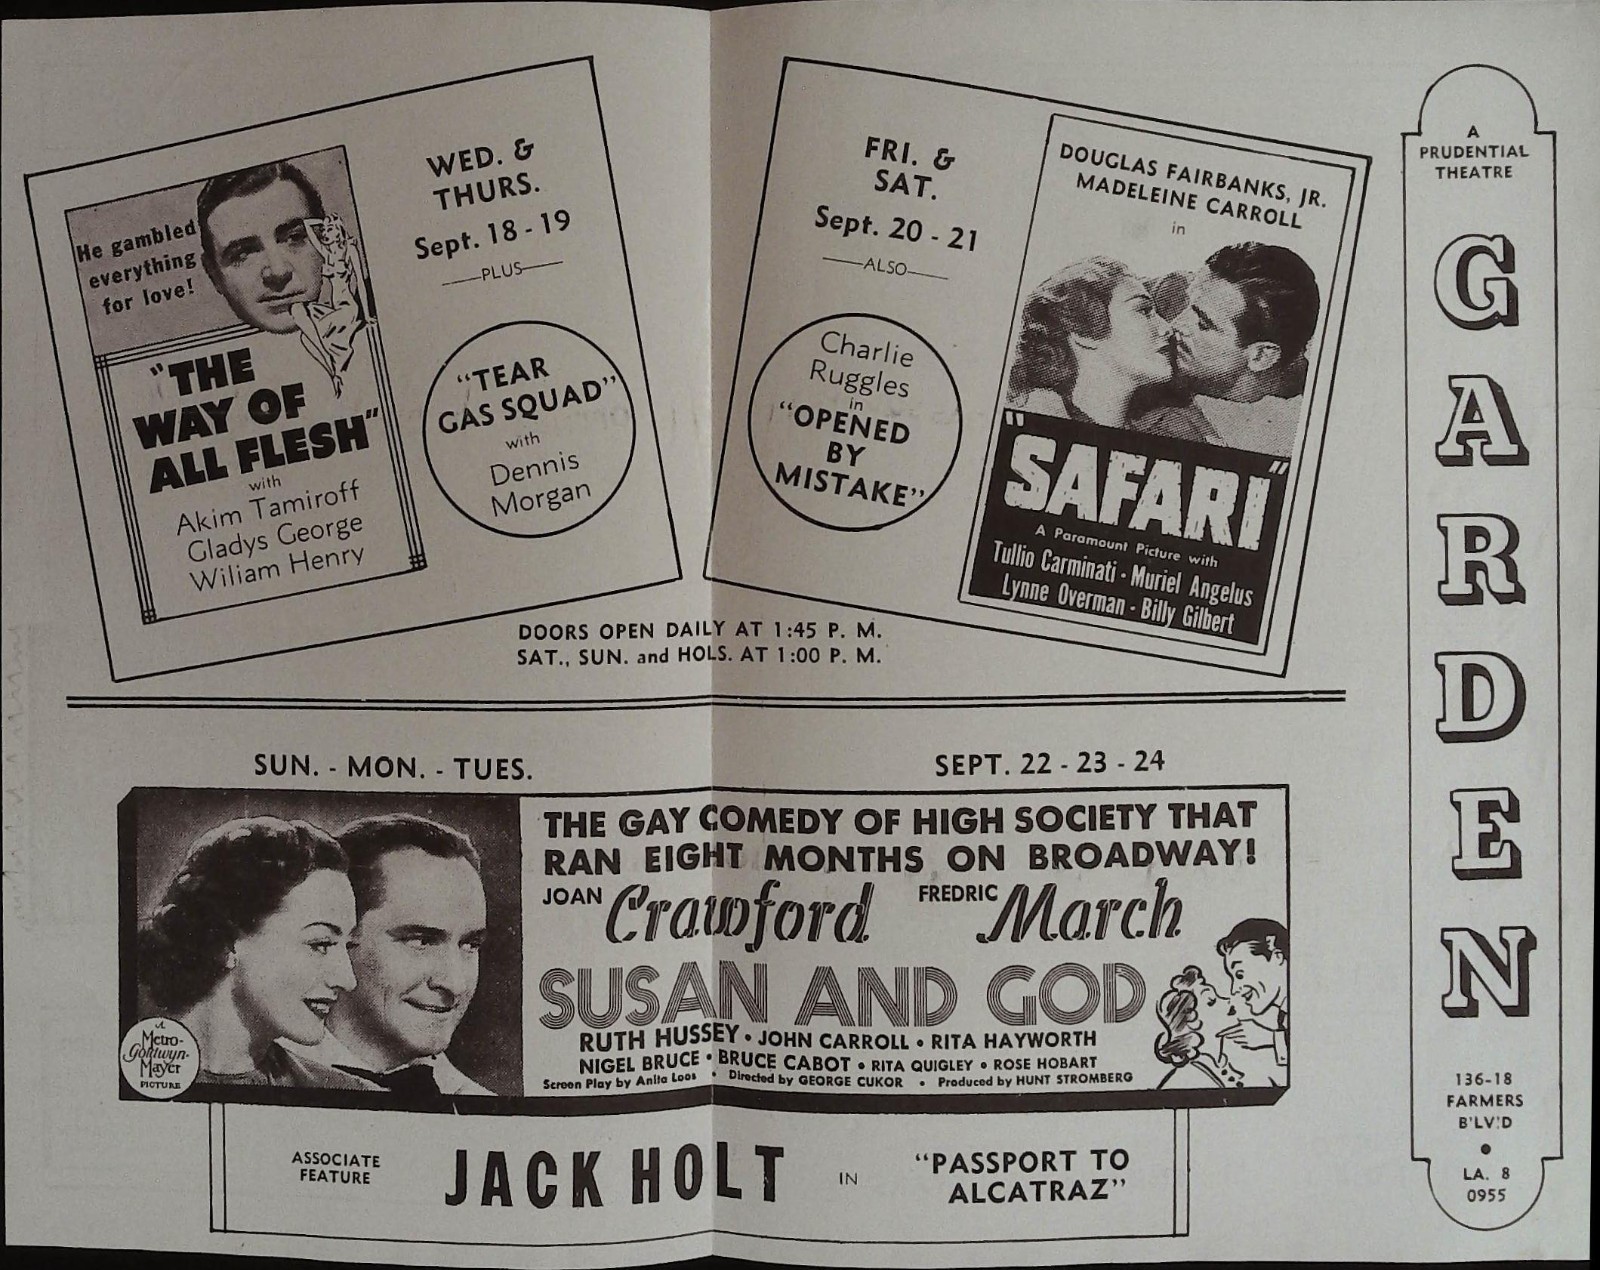 He gambled
everything
for love!
"THE
WAY OF
ALL FLESH"
with
Akim Tamiroff
Gladys George
Wiliam Henry
WED. &
THURS.
Sept. 18 - 19
PLUS
"TEAR
GAS SQUAD"
with
Dennis
Morgan
FRI. &
SAT.
Sept. 20 - 21
ALSO
Charlie
Ruggles
in
"OPENED
BY
MISTAKE"
DOUGLAS FAIRBANKS, JR.
MADELEINE CARROLL
in
"SAFARI"
A Paramount Picture with
Tullio Carminati - Muriel Angelus
Lynne Overman - Billy Gilbert
DOORS OPEN DAILY AT 1:45 P. M.
SAT., SUN. and HOLS. AT 1:00 P. M.
SUN. - MON. - TUES.
SEPT. 22 - 23 - 24
THE GAY COMEDY OF HIGH SOCIETY THAT
RAN EIGHT MONTHS ON BROADWAY!
JOAN Crawford FREDRIC March
SUSAN AND GOD
RUTH HUSSEY • JOHN CARROLL • RITA HAYWORTH
NIGEL BRUCE • BRUCE CABOT • RITA QUIGLEY • ROSE HOBART
Screen Play by Anita Loos • Directed by GEORGE CUKOR • Produced by HUNT STROMBERG
A
Metro-
Goldwyn-
Mayer
PICTURE
ASSOCIATE
FEATURE
JACK HOLT
IN
"PASSPORT TO
ALCATRAZ"
A
PRUDENTIAL
THEATRE
GARDEN
136-18
FARMERS
B'LV'D
•
LA. 8
0955